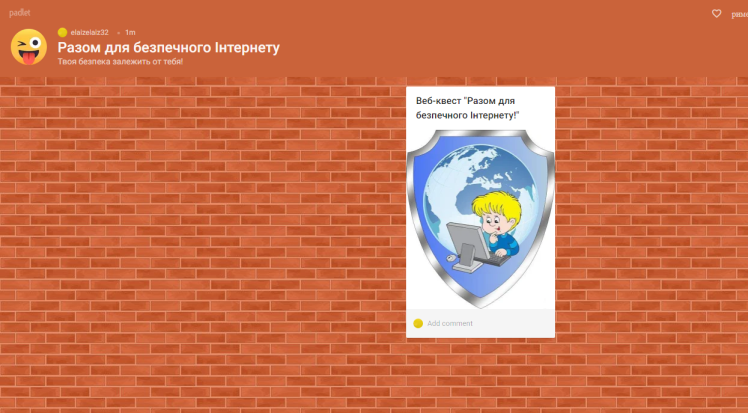 padlet
elalzelalz32 • 1m
Разом для безпечного Інтернету
Твоя безпека залежить от тебя!
Веб-квест "Разом для
безпечного Інтернету!"
Add comment